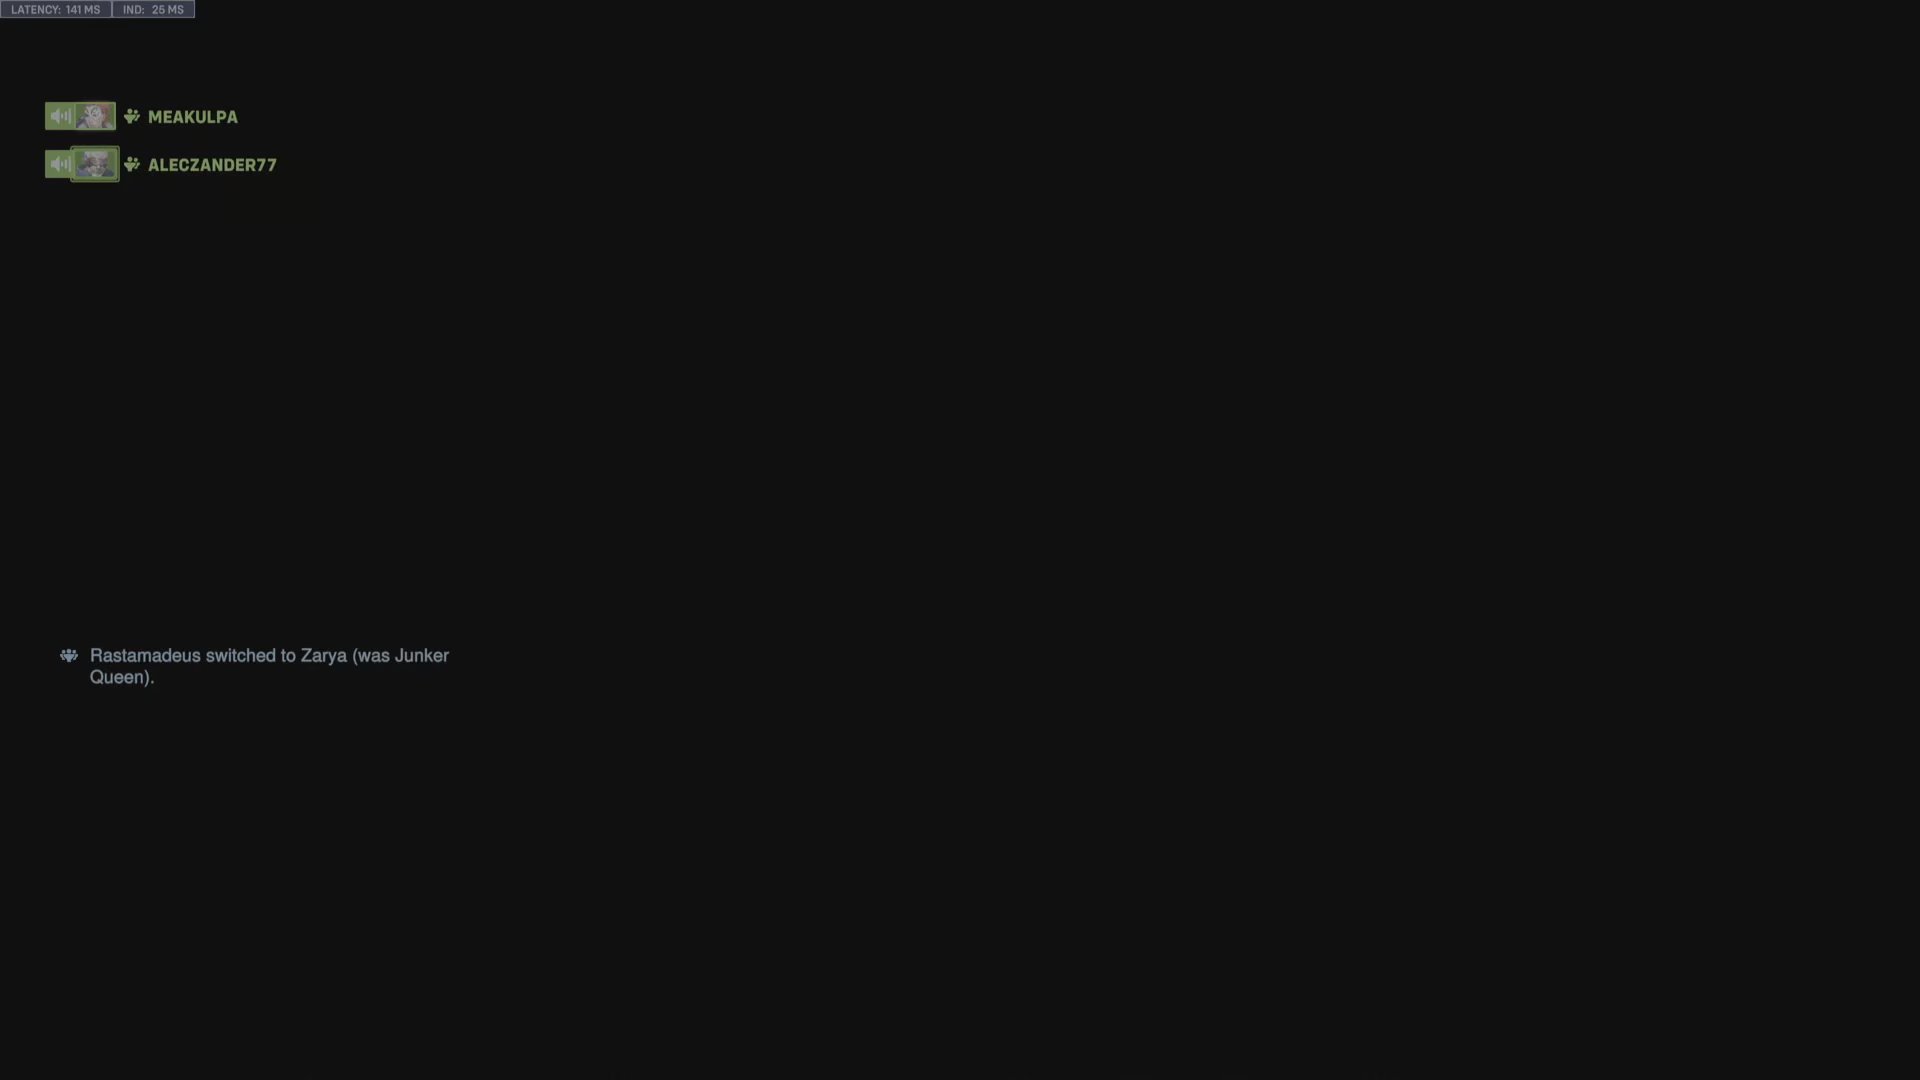 LATENCY: 141 MS IND: 25 MS
MEAKULPA
ALECZANDER77
Rastamadeus switched to Zarya (was Junker
Queen).